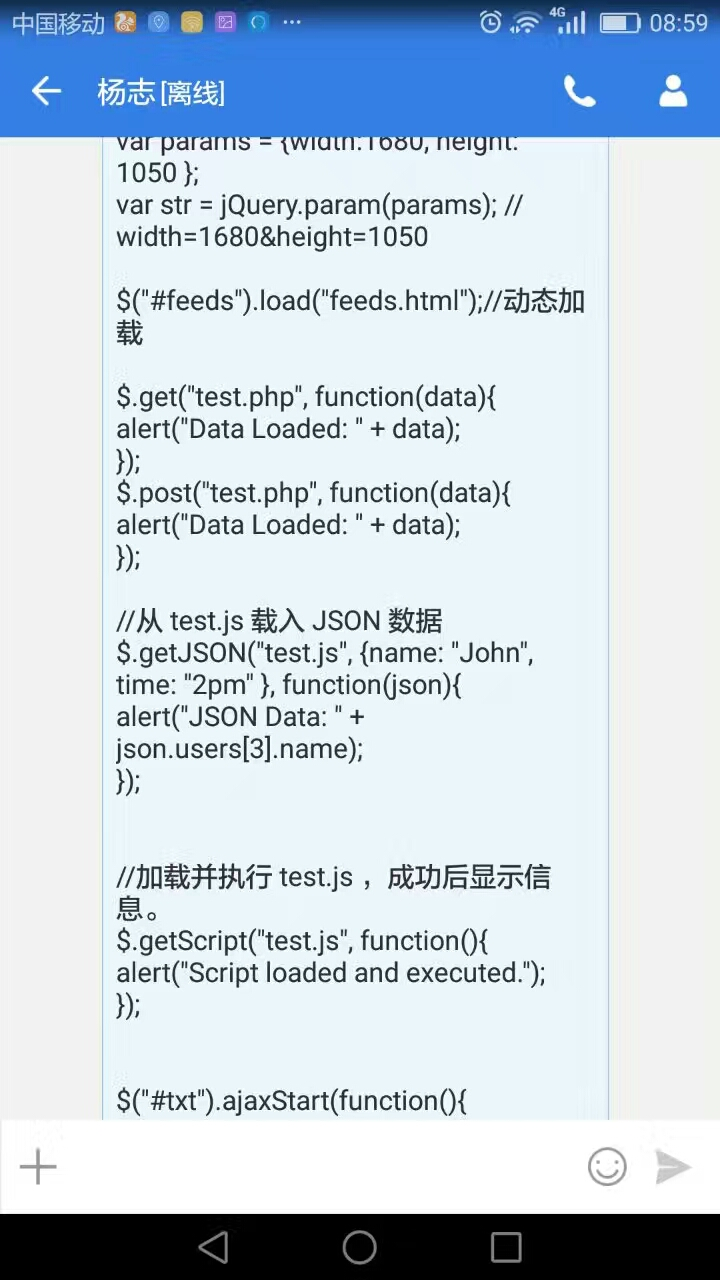 中国移动
4G
08:59
杨志[离线]
var params = {width:1680, height:
1050 };
var str = jQuery.param(params); //
width=1680&height=1050
$("#feeds").load("feeds.html");//动态加
载
$.get("test.php", function(data){
alert("Data Loaded: " + data);
});
$.post("test.php", function(data){
alert("Data Loaded: " + data);
});
//从 test.js 载入 JSON 数据
$.getJSON("test.js", {name: "John",
time: "2pm" }, function(json){
alert("JSON Data: " +
json.users[3].name);
});
//加载并执行 test.js ，成功后显示信
息。
$.getScript("test.js", function(){
alert("Script loaded and executed.");
});
$("#txt").ajaxStart(function(){